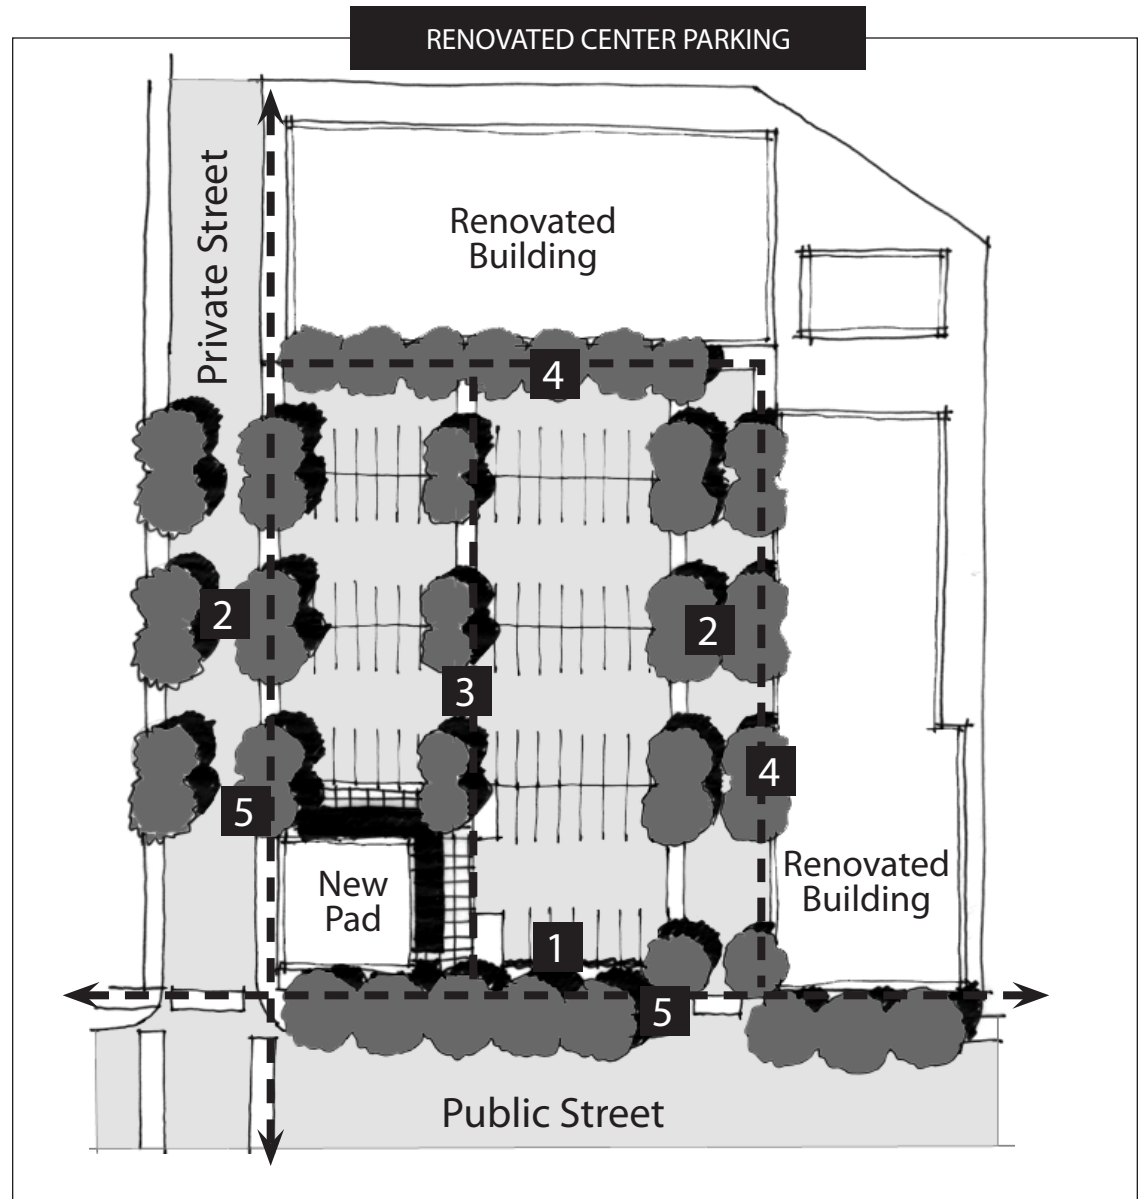 RENOVATED CENTER PARKING
Private Street
Renovated
Building
4
2
2
3
4
5
New
Pad
Renovated
Building
1
5
Public Street